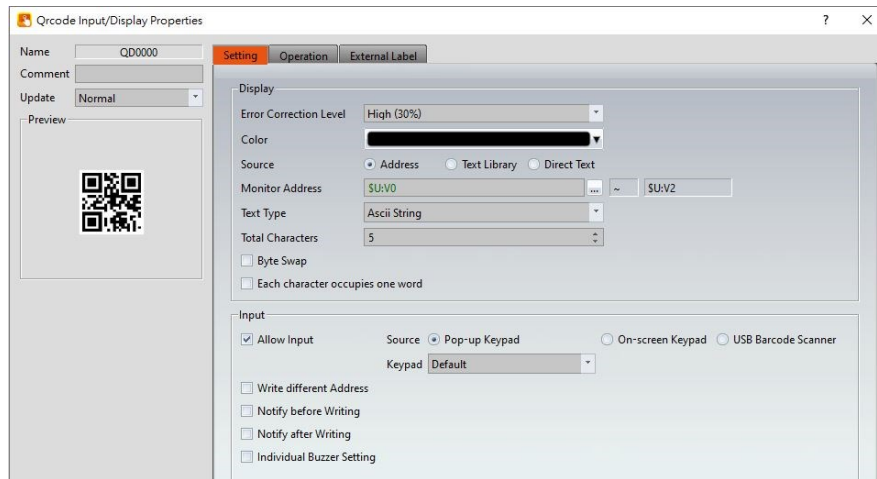 Qrcode Input/Display Properties
?
Name QD0000
Comment
Update Normal
Preview
Setting Operation External Label
Display
Error Correction Level High (30%)
Color
Source Address Text Library Direct Text
Monitor Address $U:V0 ... ~ $U:V2
Text Type Ascii String
Total Characters 5
Byte Swap
Each character occupies one word
Input
Allow Input Source Pop-up Keypad On-screen Keypad USB Barcode Scanner
Keypad Default
Write different Address
Notify before Writing
Notify after Writing
Individual Buzzer Setting